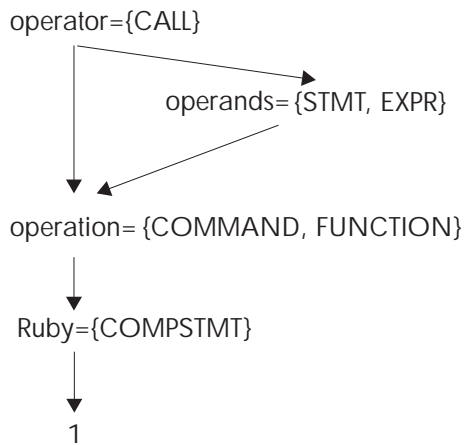 operator={CALL}
operands={STMT, EXPR}
operation={COMMAND, FUNCTION}
Ruby={COMPSTMT}
1